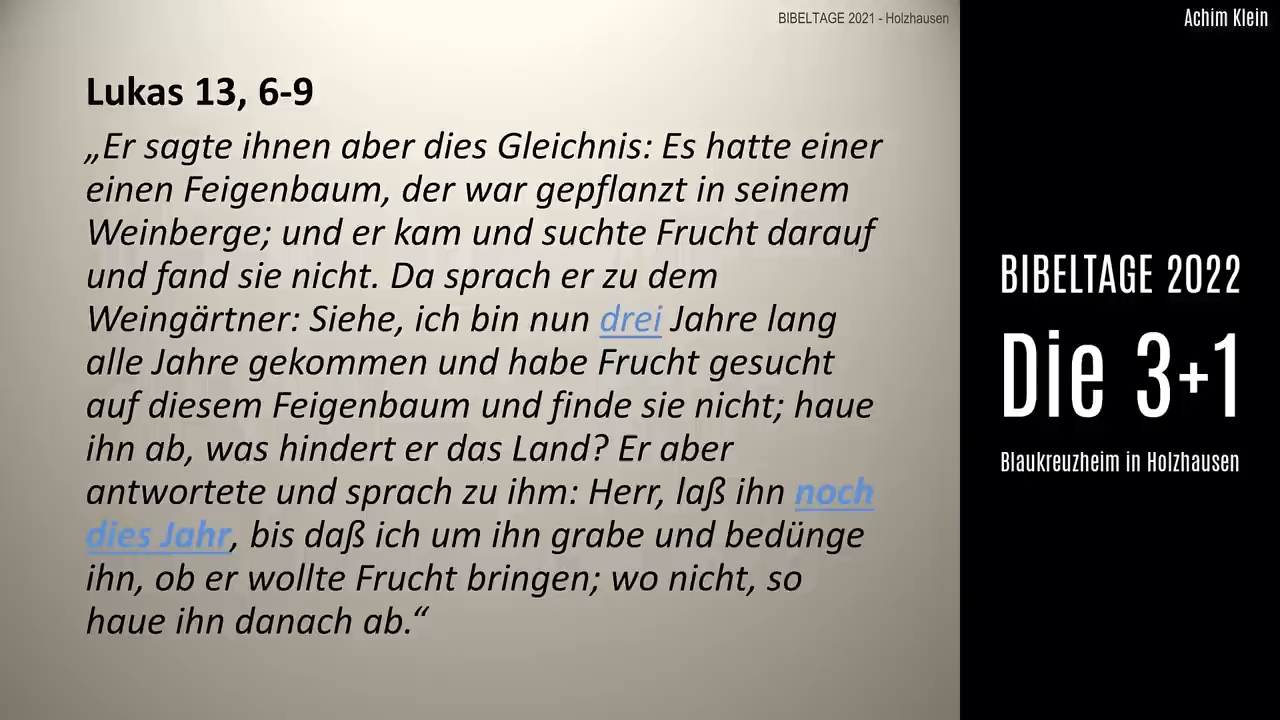 BIBELTAGE 2021 - Holzhausen
Lukas 13, 6-9
„Er sagte ihnen aber dies Gleichnis: Es hatte einer
einen Feigenbaum, der war gepflanzt in seinem
Weinberge; und er kam und suchte Frucht darauf
und fand sie nicht. Da sprach er zu dem
Weingärtner: Siehe, ich bin nun drei Jahre lang
alle Jahre gekommen und habe Frucht gesucht
auf diesem Feigenbaum und finde sie nicht; haue
ihn ab, was hindert er das Land? Er aber
antwortete und sprach zu ihm: Herr, laß ihn noch
dies Jahr, bis daß ich um ihn grabe und bedünge
ihn, ob er wollte Frucht bringen; wo nicht, so
haue ihn danach ab.“
Achim Klein
BIBELTAGE 2022
Die 3+1
Blaukreuzheim in Holzhausen